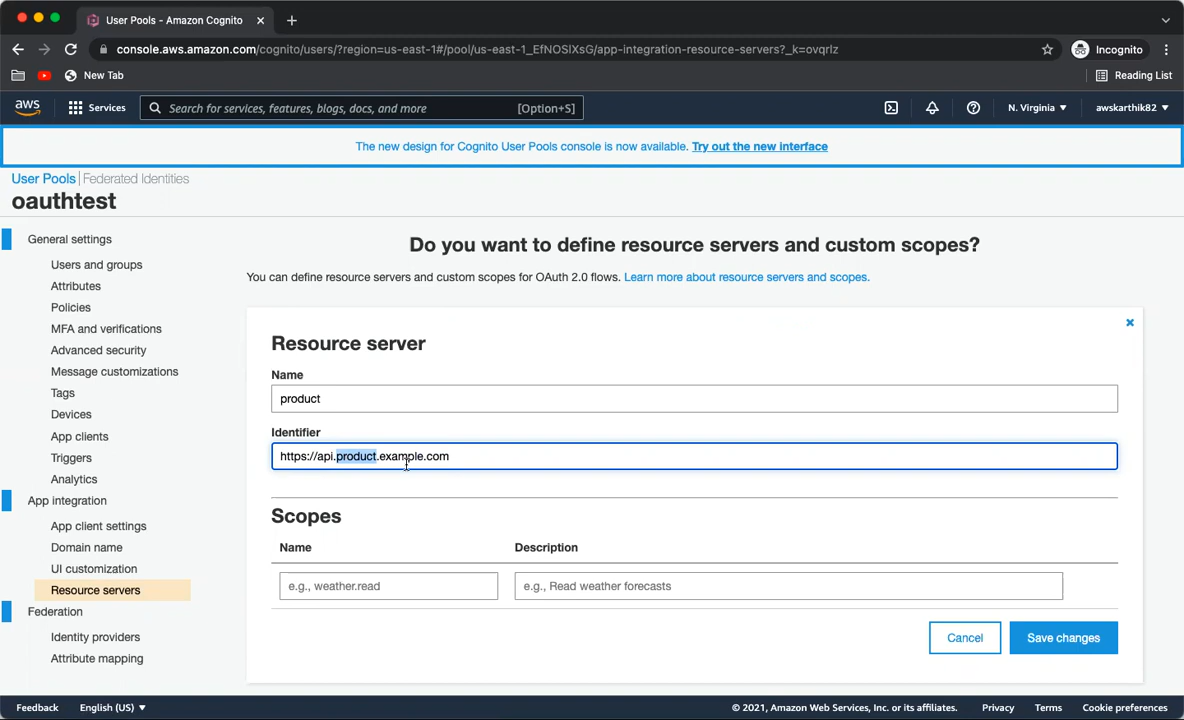 User Pools - Amazon Cognito
console.aws.amazon.com/cognito/users/?region=us-east-1#/pool/us-east-1_EfNOSlXsG/app-integration-resource-servers?_k=ovqrlz
Incognito
New Tab
Reading List
aws
Services
Search for services, features, blogs, docs, and more
[Option+S]
N. Virginia
awskarthik82
The new design for Cognito User Pools console is now available. Try out the new interface
User Pools | Federated Identities
oauthtest
General settings
Users and groups
Attributes
Policies
MFA and verifications
Advanced security
Message customizations
Tags
Devices
App clients
Triggers
Analytics
App integration
App client settings
Domain name
UI customization
Resource servers
Federation
Identity providers
Attribute mapping
Do you want to define resource servers and custom scopes?
You can define resource servers and custom scopes for OAuth 2.0 flows. Learn more about resource servers and scopes.
Resource server
Name
product
Identifier
https://api.product.example.com
Scopes
Name Description
e.g., weather.read e.g., Read weather forecasts
Cancel Save changes
Feedback English (US)
© 2021, Amazon Web Services, Inc. or its affiliates. Privacy Terms Cookie preferences